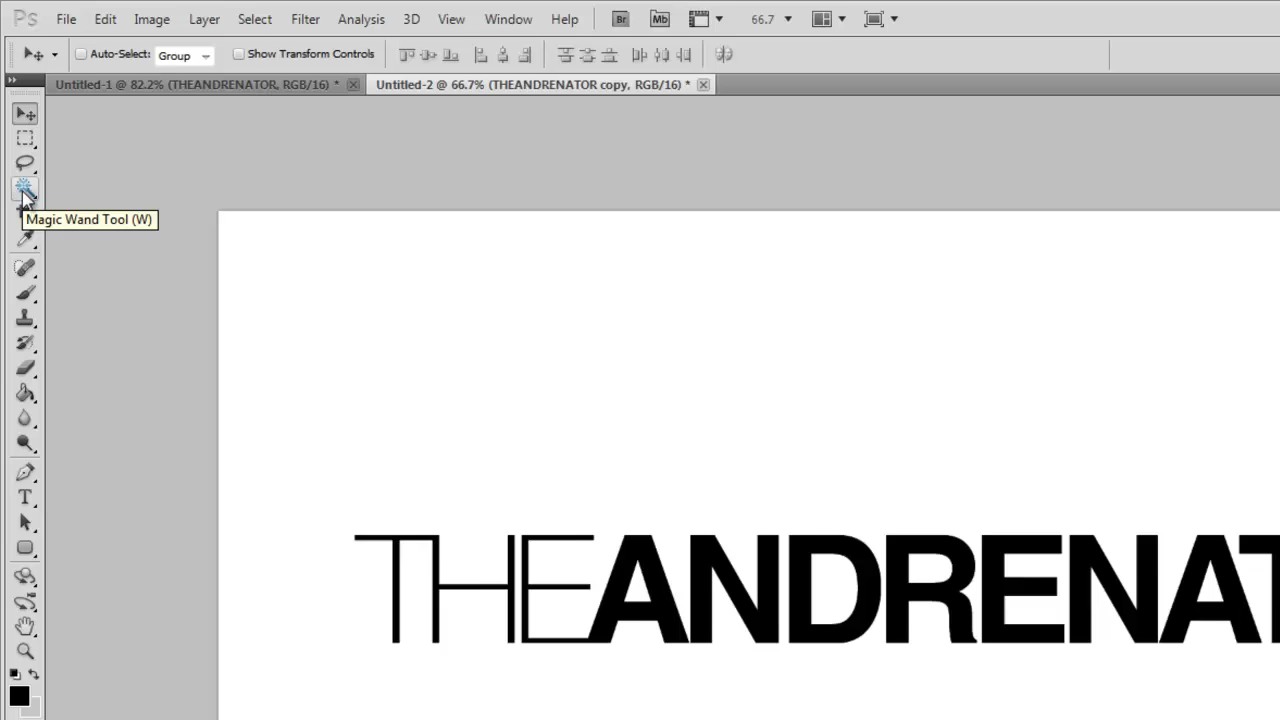 Ps File Edit Image Layer Select Filter Analysis 3D View Window Help Br Mb 66.7
Auto-Select: Group Show Transform Controls
Untitled-1 @ 82.2% (THEANDRENATOR, RGB/16) * Untitled-2 @ 66.7% (THEANDRENATOR copy, RGB/16) *
Magic Wand Tool (W)
T
THEANDRENAT